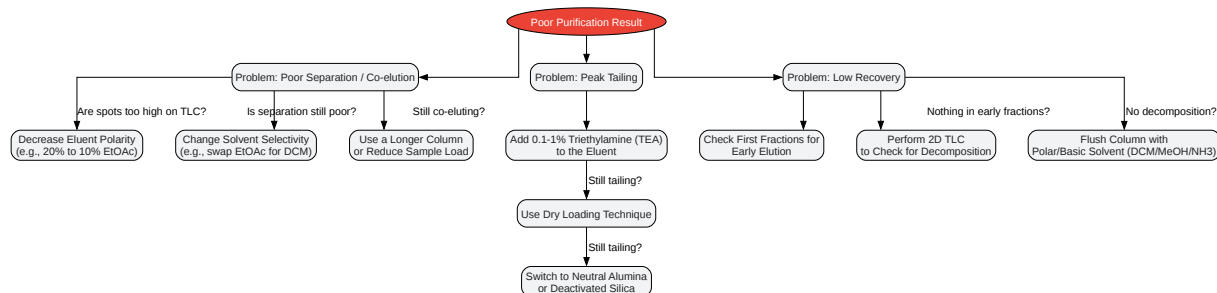 Poor Purification Result
Problem: Poor Separation / Co-elution
Problem: Peak Tailing
Problem: Low Recovery
Are spots too high on TLC?
Is separation still poor?
Still co-eluting?
Nothing in early fractions?
No decomposition?
Decrease Eluent Polarity
(e.g., 20% to 10% EtOAc)
Change Solvent Selectivity
(e.g., swap EtOAc for DCM)
Use a Longer Column
or Reduce Sample Load
Add 0.1-1% Triethylamine (TEA)
to the Eluent
Check First Fractions for
Early Elution
Perform 2D TLC
to Check for Decomposition
Flush Column with
Polar/Basic Solvent (DCM/MeOH/NH3)
Still tailing?
Use Dry Loading Technique
Still tailing?
Switch to Neutral Alumina
or Deactivated Silica